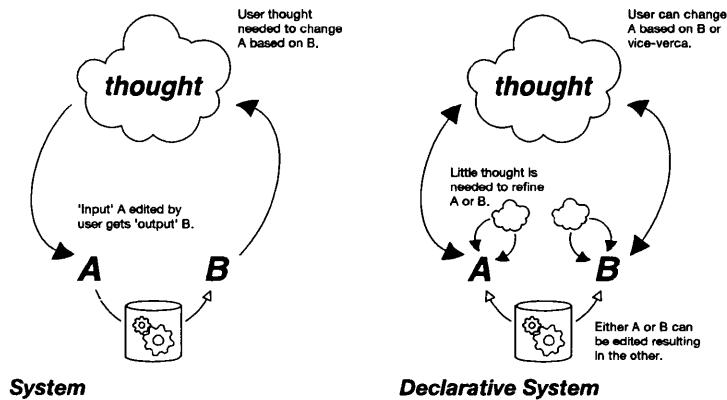 User thought
needed to change
A based on B.
thought
'Input' A edited by
user gets 'output' B.
A
B
System
User can change
A based on B or
vice-verca.
thought
Little thought is
needed to refine
A or B.
A
B
Either A or B can
be edited resulting
in the other.
Declarative System